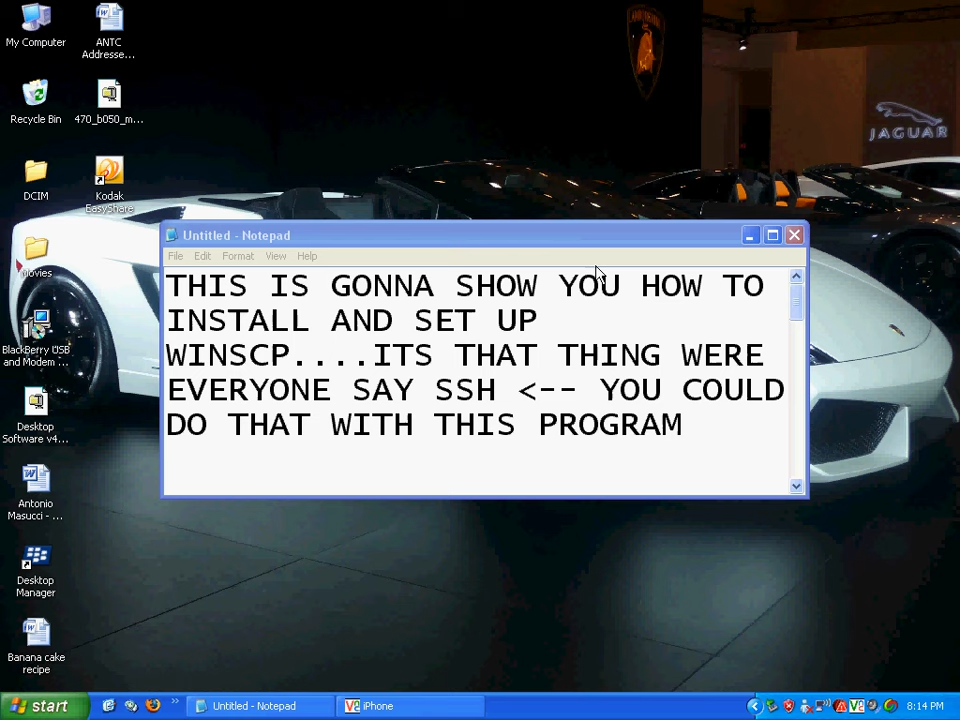 My Computer
ANTC
Addresse...
Recycle Bin
470_b050_m...
DCIM
Kodak
EasyShare
Movies
BlackBerry USB
and Modem ...
Desktop
Software v4...
Antonio
Masucci - ...
Desktop
Manager
Banana cake
recipe
JAGUAR
Untitled - Notepad
File Edit Format View Help
THIS IS GONNA SHOW YOU HOW TO
INSTALL AND SET UP
WINSCP....ITS THAT THING WERE
EVERYONE SAY SSH <-- YOU COULD
DO THAT WITH THIS PROGRAM
start
Untitled - Notepad
iPhone
8:14 PM